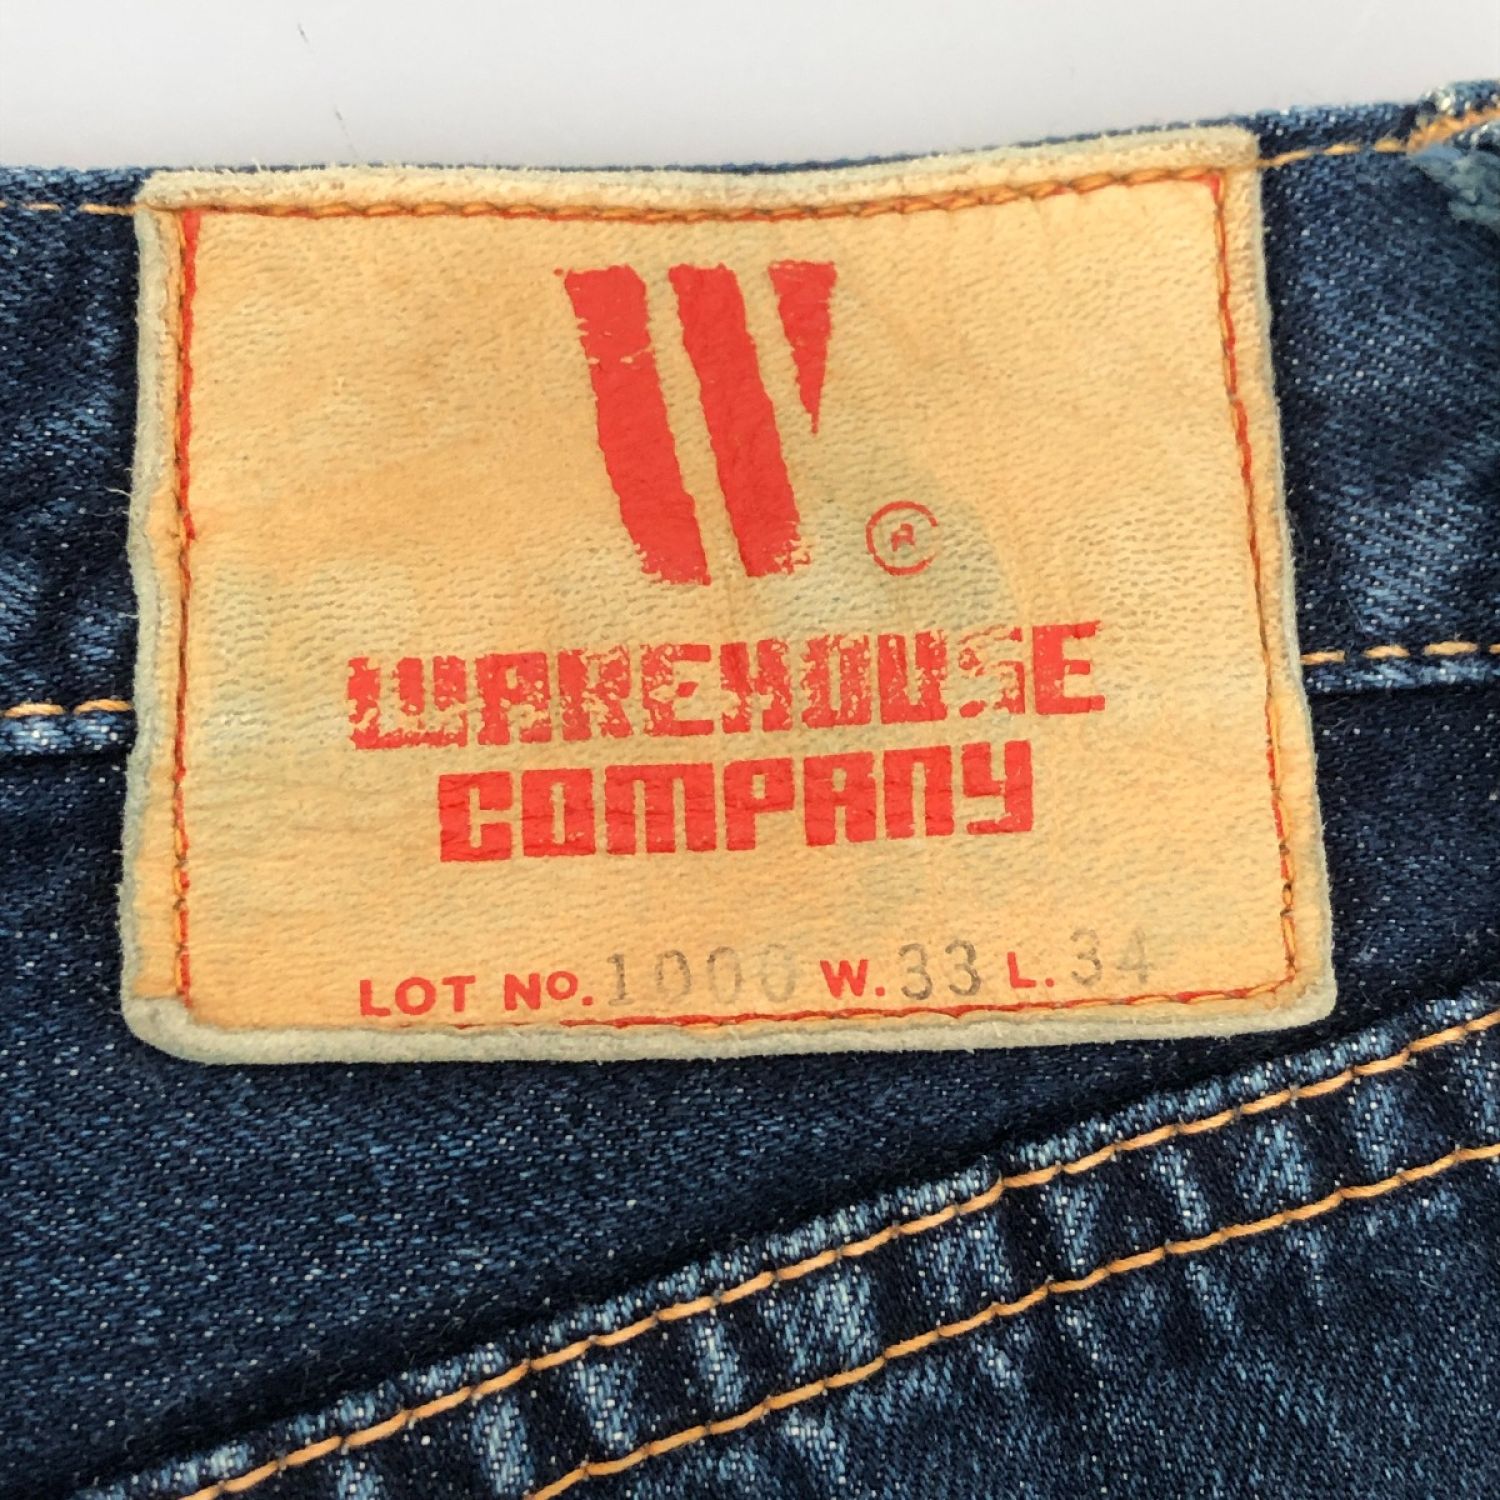 W
®
WAREHOUSE
COMPANY
LOT NO. 1000 W. 33 L. 34